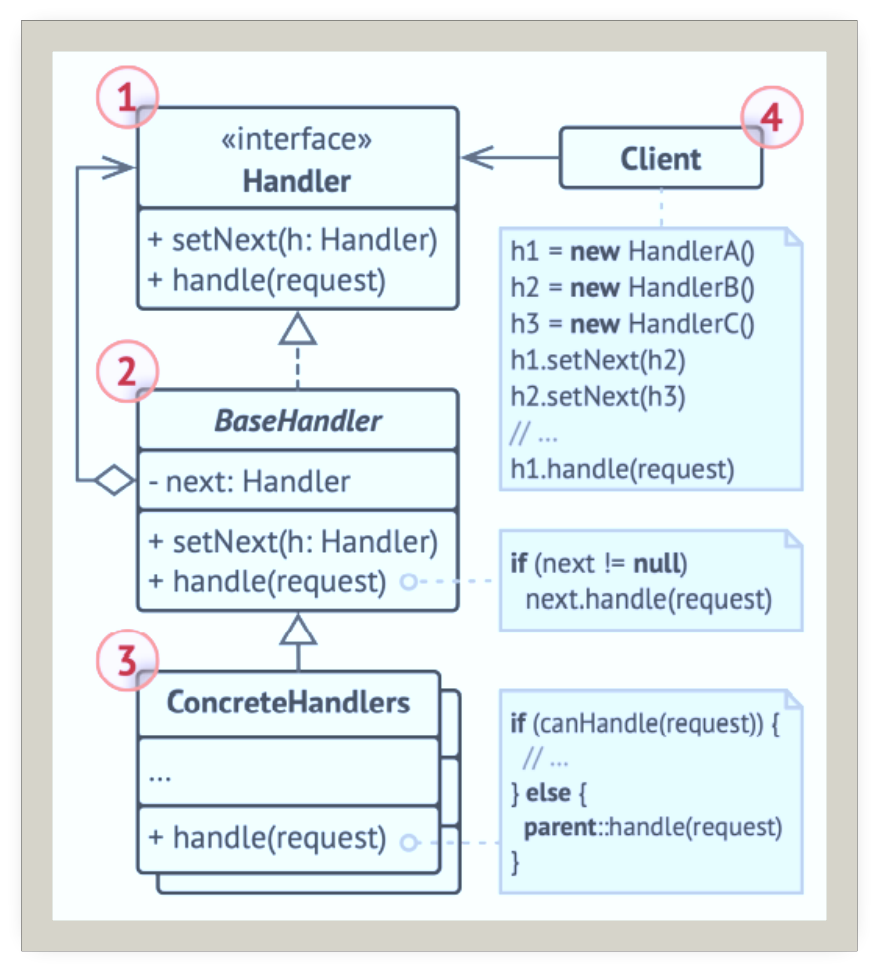 1
«interface»
Handler
+ setNext(h: Handler)
+ handle(request)
4
Client
h1 = new HandlerA()
h2 = new HandlerB()
h3 = new HandlerC()
h1.setNext(h2)
h2.setNext(h3)
// ...
h1.handle(request)
2
BaseHandler
- next: Handler
+ setNext(h: Handler)
+ handle(request)
if (next != null)
next.handle(request)
3
ConcreteHandlers
...
+ handle(request)
if (canHandle(request)) {
// ...
} else {
parent::handle(request)
}